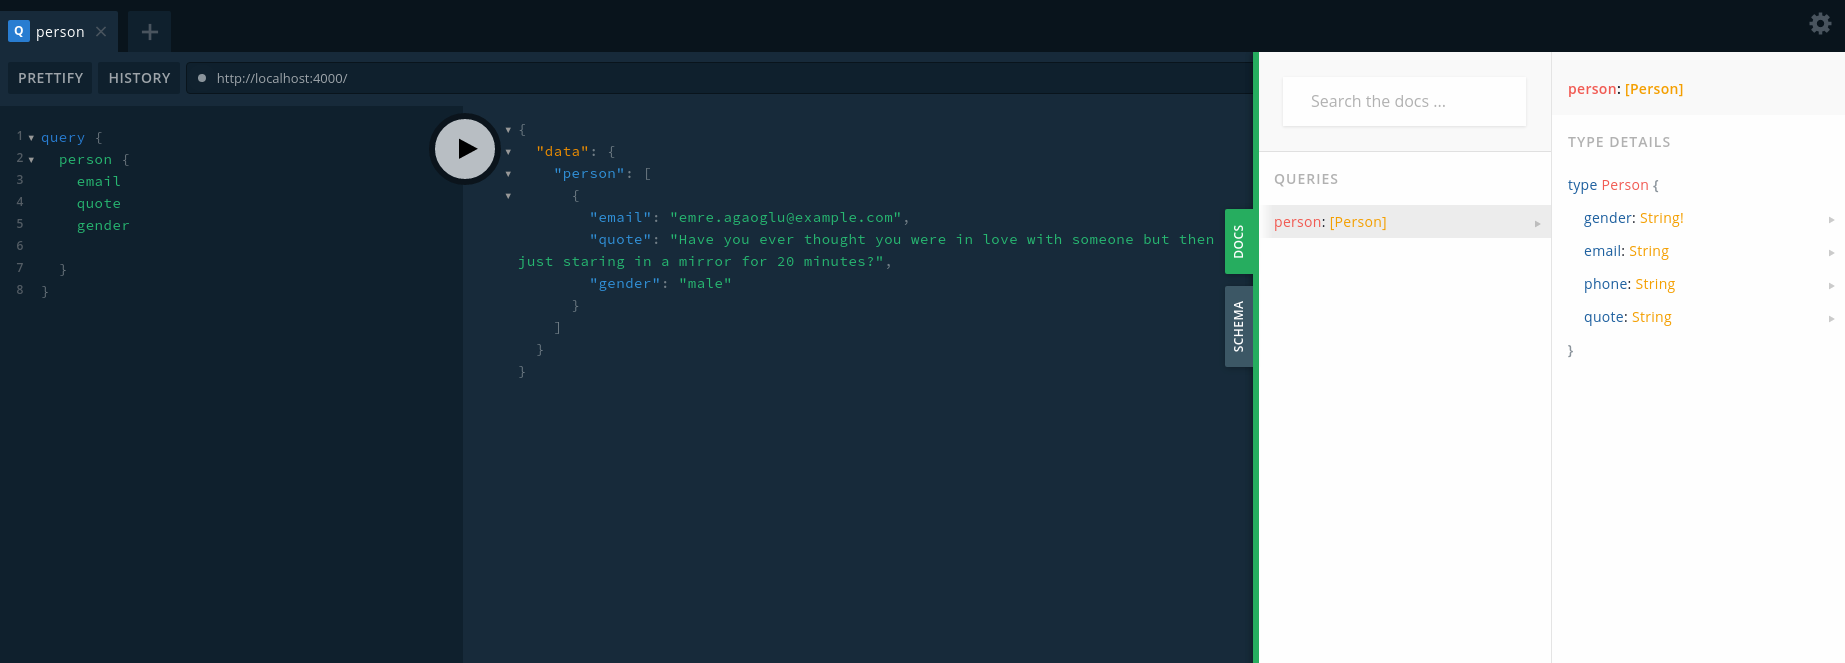 Q person
PRETTIFY HISTORY http://localhost:4000/
1 query {
2 person {
3 email
4 quote
5 gender
6
7 }
8 }
{
"data": {
"person": [
{
"email": "emre.agaoglu@example.com",
"quote": "Have you ever thought you were in love with someone but then
just staring in a mirror for 20 minutes?",
"gender": "male"
}
]
}
}
DOCS
SCHEMA
Search the docs ...
QUERIES
person: [Person]
person: [Person]
TYPE DETAILS
type Person {
gender: String!
email: String
phone: String
quote: String
}